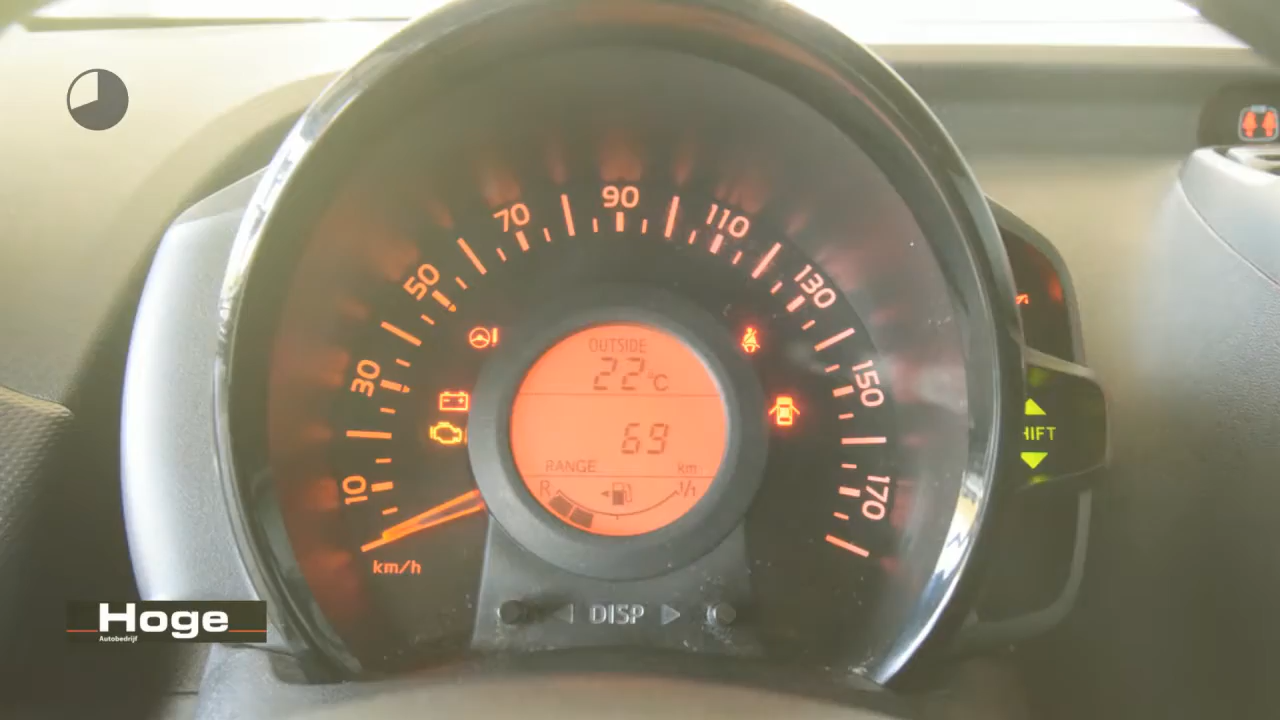 90
70
110
50
130
30
150
10
170
km/h
OUTSIDE
22°C
69
RANGE km
R 1/1
HIFT
DISP
Hoge
Autobedrijf